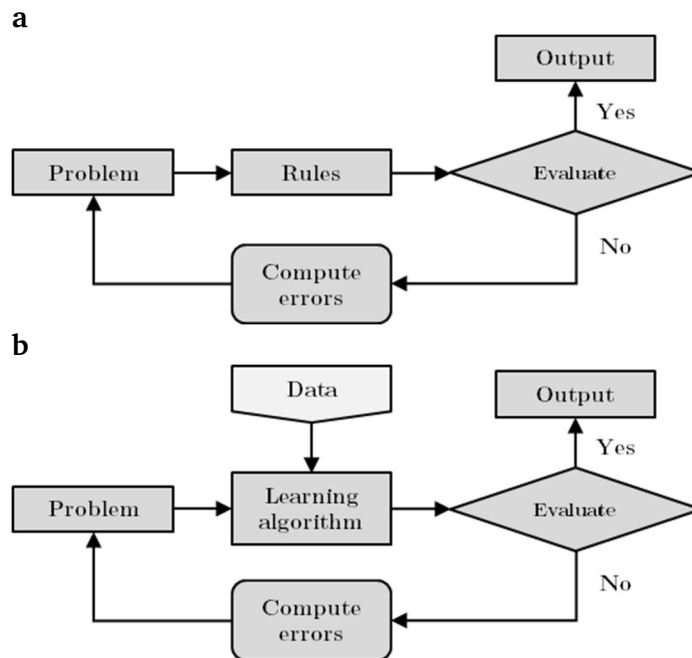 a
Output
Yes
Problem
Rules
Evaluate
No
Compute
errors
b
Data
Output
Yes
Problem
Learning
algorithm
Evaluate
No
Compute
errors